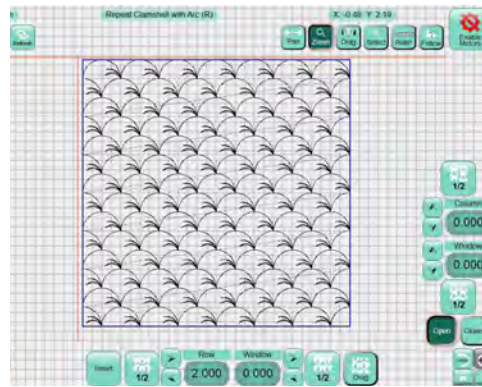 Repeat Clamshell with Arc (R)
X: -0.48 Y: 2.19
Refresh
Pan
Zoom
Drag
Select
Ruler
Follow
Enable
Motors
1/2
Column
0.000
Window
0.000
1/2
Open
Close
Reset
1/2
Row
2.000
Window
0.000
1/2
Drag